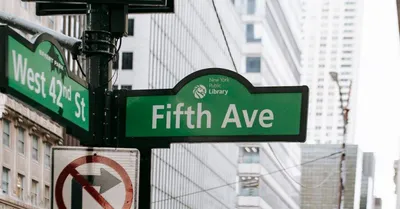 West 42nd St
New York
Public
Library
Fifth Ave